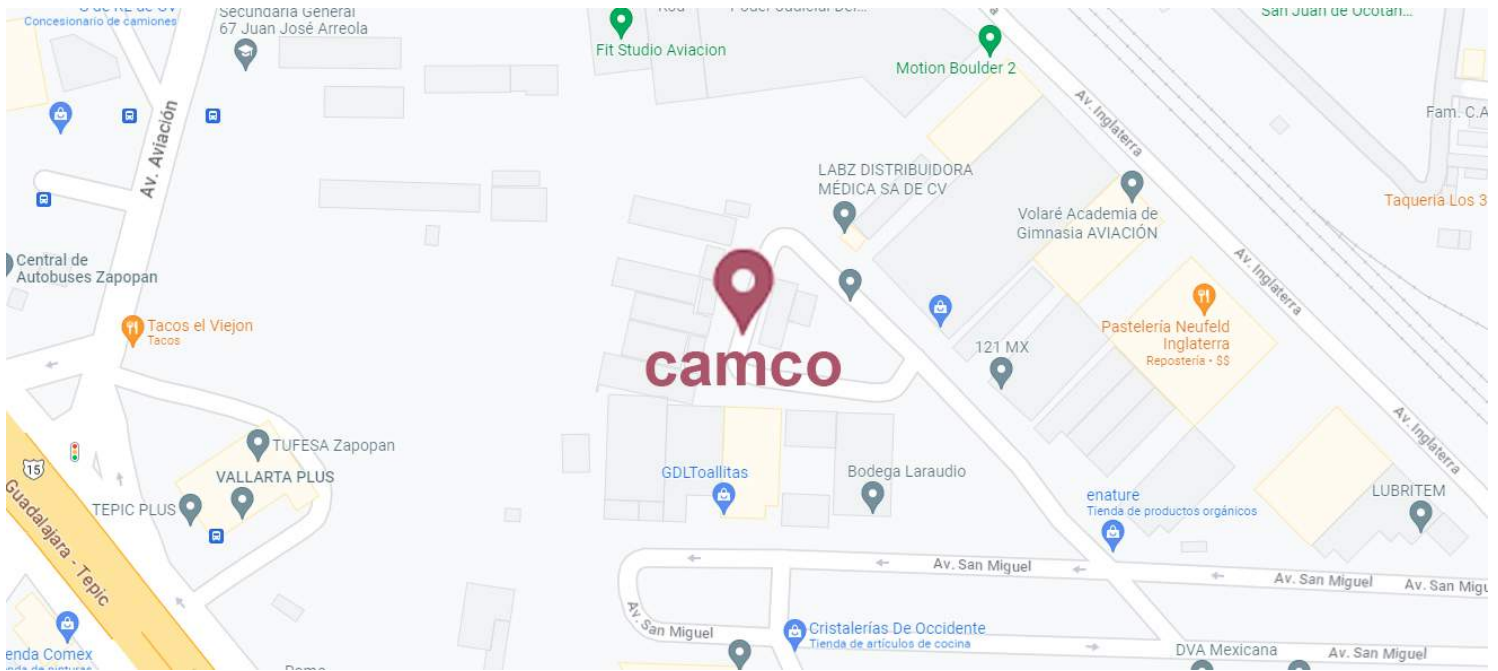 Concesionario de camiones
Secundaria General
67 Juan José Arreola
Fit Studio Aviacion
Motion Boulder 2
San Juan de Ocotán...
Av. Aviación
Av. Inglaterra
Fam. C.A
LABZ DISTRIBUIDORA
MÉDICA SA DE CV
Volaré Academia de
Gimnasia AVIACIÓN
Taquería Los 3
Central de
Autobuses Zapopan
Av. Inglaterra
Tacos el Viejon
Tacos
Pastelería Neufeld
Inglaterra
Repostería • $$
121 MX
camco
Av. Inglaterra
TUFESA Zapopan
VALLARTA PLUS
TEPIC PLUS
15
Guadalajara - Tepic
GDLToallitas
Bodega Laraudio
enature
Tienda de productos orgánicos
LUBRITEM
Av. San Miguel
Av. San Miguel
Av. San Migu
Av. San Miguel
Cristalerías De Occidente
Tienda de artículos de cocina
DVA Mexicana
Av. San Miguel
enda Comex